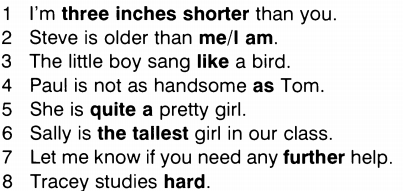 1 I'm three inches shorter than you.
2 Steve is older than me/I am.
3 The little boy sang like a bird.
4 Paul is not as handsome as Tom.
5 She is quite a pretty girl.
6 Sally is the tallest girl in our class.
7 Let me know if you need any further help.
8 Tracey studies hard.